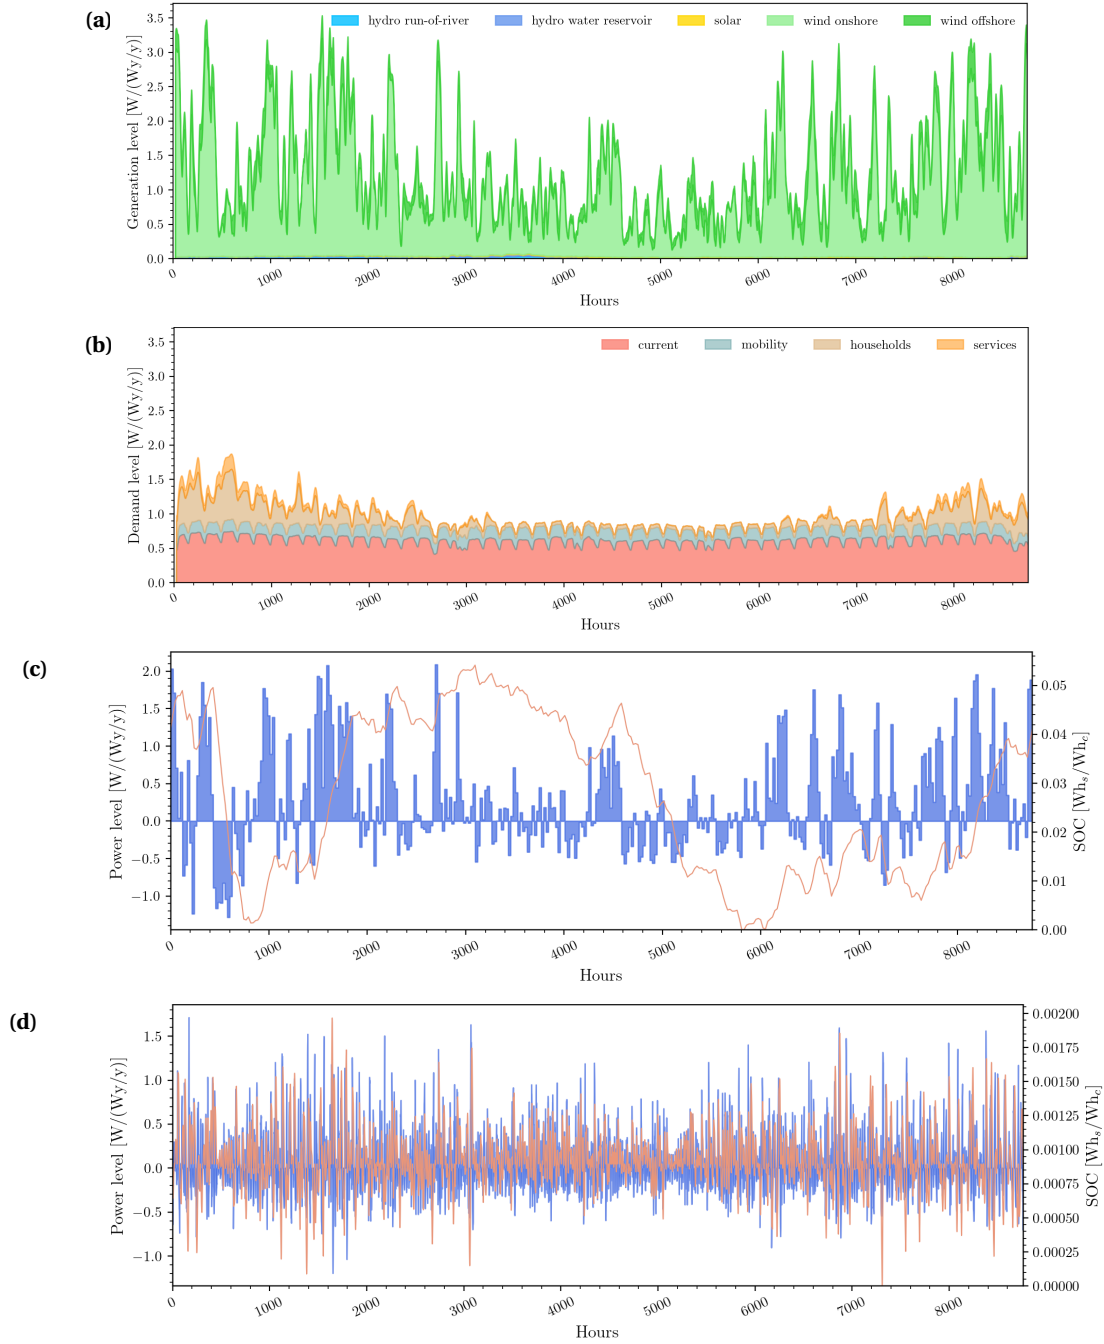 (a)
hydro run-of-river hydro water reservoir solar wind onshore wind offshore
Generation level [W/(Wy/y)]
3.5
3.0
2.5
2.0
1.5
1.0
0.5
0.0
0 1000 2000 3000 4000 5000 6000 7000 8000
Hours
(b)
current mobility households services
Demand level [W/(Wy/y)]
3.5
3.0
2.5
2.0
1.5
1.0
0.5
0.0
0 1000 2000 3000 4000 5000 6000 7000 8000
Hours
(c)
Power level [W/(Wy/y)]
2.0
1.5
1.0
0.5
0.0
−0.5
−1.0
0.05
0.04
0.03
0.02
0.01
0.00
SOC [Whₛ/Wh꜀]
0 1000 2000 3000 4000 5000 6000 7000 8000
Hours
(d)
Power level [W/(Wy/y)]
1.5
1.0
0.5
0.0
−0.5
−1.0
0.00200
0.00175
0.00150
0.00125
0.00100
0.00075
0.00050
0.00025
0.00000
SOC [Whₛ/Wh꜀]
0 1000 2000 3000 4000 5000 6000 7000 8000
Hours